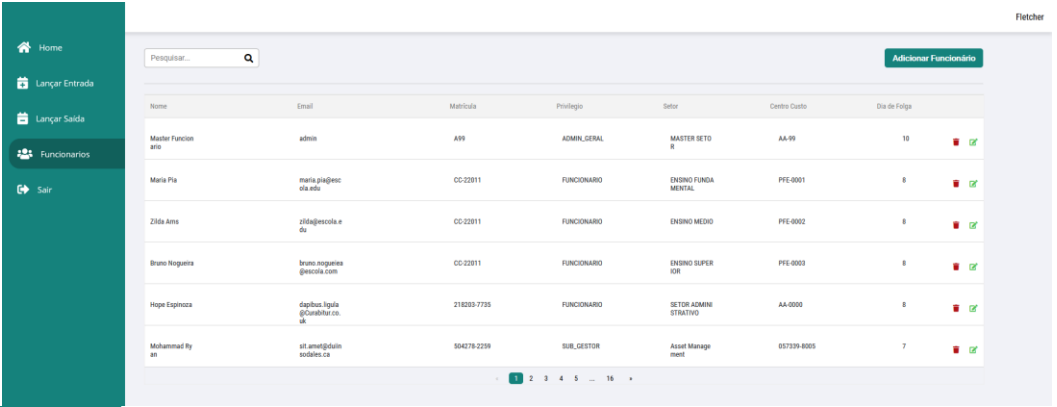 Fletcher
Home
Lançar Entrada
Lançar Saída
Funcionarios
Sair
Pesquisar...
Adicionar Funcionário
Nome Email Matrícula Privilegio Setor Centro Custo Dia de Folga
Master Funcion
ario
admin
A99
ADMIN_GERAL
MASTER SETO
R
AA-99
10
Maria Pia
maria.pia@esc
ola.edu
CC-22011
FUNCIONARIO
ENSINO FUNDA
MENTAL
PFE-0001
8
Zilda Arns
zilda@escola.e
du
CC-22011
FUNCIONARIO
ENSINO MEDIO
PFE-0002
8
Bruno Nogueira
bruno.nogueiea
@escola.com
CC-22011
FUNCIONARIO
ENSINO SUPER
IOR
PFE-0003
8
Hope Espinoza
dapibus.ligula
@Curabitur.co.
uk
218203-7735
FUNCIONARIO
SETOR ADMINI
STRATIVO
AA-0000
8
Mohammad Ry
an
sit.amet@duiin
sodales.ca
504278-2259
SUB_GESTOR
Asset Manage
ment
057339-8005
7
« 1 2 3 4 5 ... 16 »